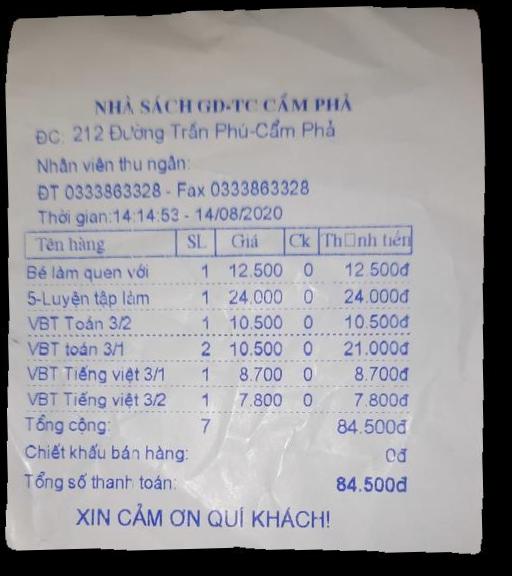 NHÀ SÁCH GD-TC CẨM PHẢ
ĐC: 212 Đường Trần Phú-Cẩm Phả
Nhân viên thu ngân:
ĐT 0333863328 - Fax 0333863328
Thời gian:14:14:53 - 14/08/2020
Tên hàng SL Giá Ck Th□nh tiền
Bé làm quen với 1 12.500 0 12.500đ
5-Luyện tập làm 1 24.000 0 24.000đ
VBT Toán 3/2 1 10.500 0 10.500đ
VBT toán 3/1 2 10.500 0 21.000đ
VBT Tiếng việt 3/1 1 8.700 0 8.700đ
VBT Tiếng việt 3/2 1 7.800 0 7.800đ
Tổng cộng: 7 84.500đ
Chiết khấu bán hàng: 0đ
Tổng số thanh toán: 84.500đ
XIN CẢM ƠN QUÍ KHÁCH!